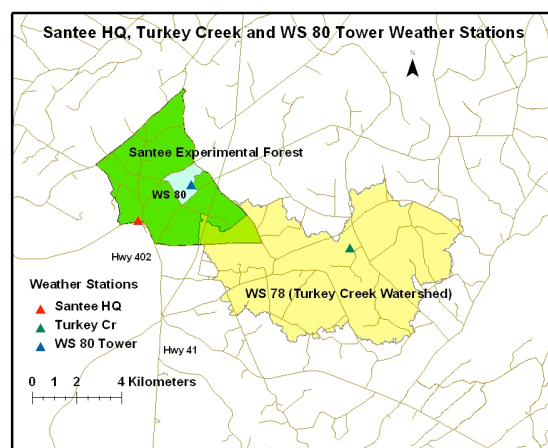 Santee HQ, Turkey Creek and WS 80 Tower Weather Stations
N
Santee Experimental Forest
WS 80
Hwy 402
WS 78 (Turkey Creek Watershed)
Weather Stations
Santee HQ
Turkey Cr
WS 80 Tower
Hwy 41
0 2 4 Kilometers